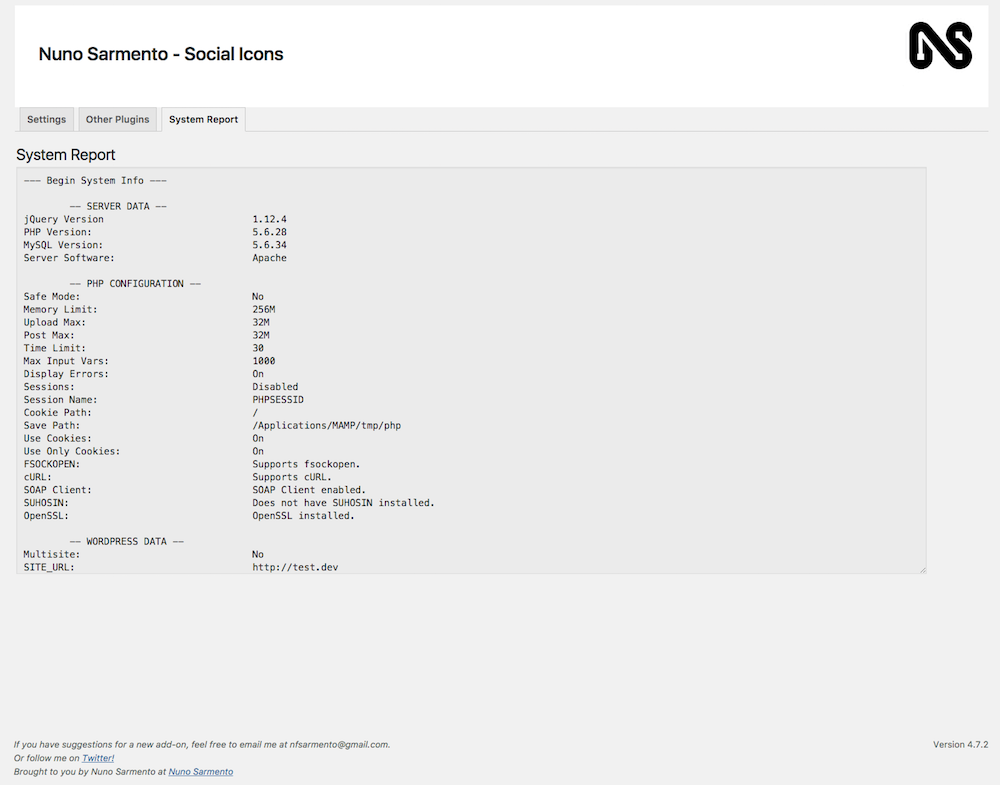 Nuno Sarmento - Social Icons
NS
Settings Other Plugins System Report
System Report
--- Begin System Info ---
-- SERVER DATA --
jQuery Version 1.12.4
PHP Version: 5.6.28
MySQL Version: 5.6.34
Server Software: Apache
-- PHP CONFIGURATION --
Safe Mode: No
Memory Limit: 256M
Upload Max: 32M
Post Max: 32M
Time Limit: 30
Max Input Vars: 1000
Display Errors: On
Sessions: Disabled
Session Name: PHPSESSID
Cookie Path: /
Save Path: /Applications/MAMP/tmp/php
Use Cookies: On
Use Only Cookies: On
FSOCKOPEN: Supports fsockopen.
cURL: Supports cURL.
SOAP Client: SOAP Client enabled.
SUHOSIN: Does not have SUHOSIN installed.
OpenSSL: OpenSSL installed.
-- WORDPRESS DATA --
Multisite: No
SITE_URL: http://test.dev
If you have suggestions for a new add-on, feel free to email me at nfsarmento@gmail.com. Version 4.7.2
Or follow me on Twitter!
Brought to you by Nuno Sarmento at Nuno Sarmento